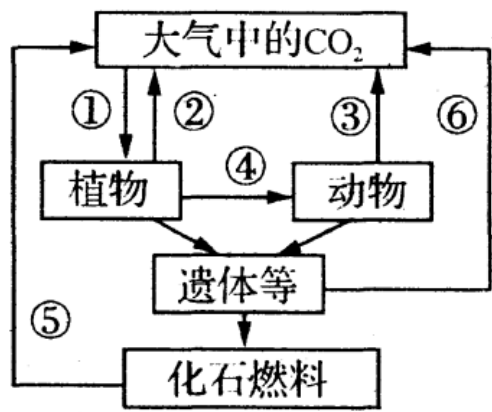 大气中的CO₂
① ② ③ ⑥
植物 ④ 动物
遗体等
⑤
化石燃料